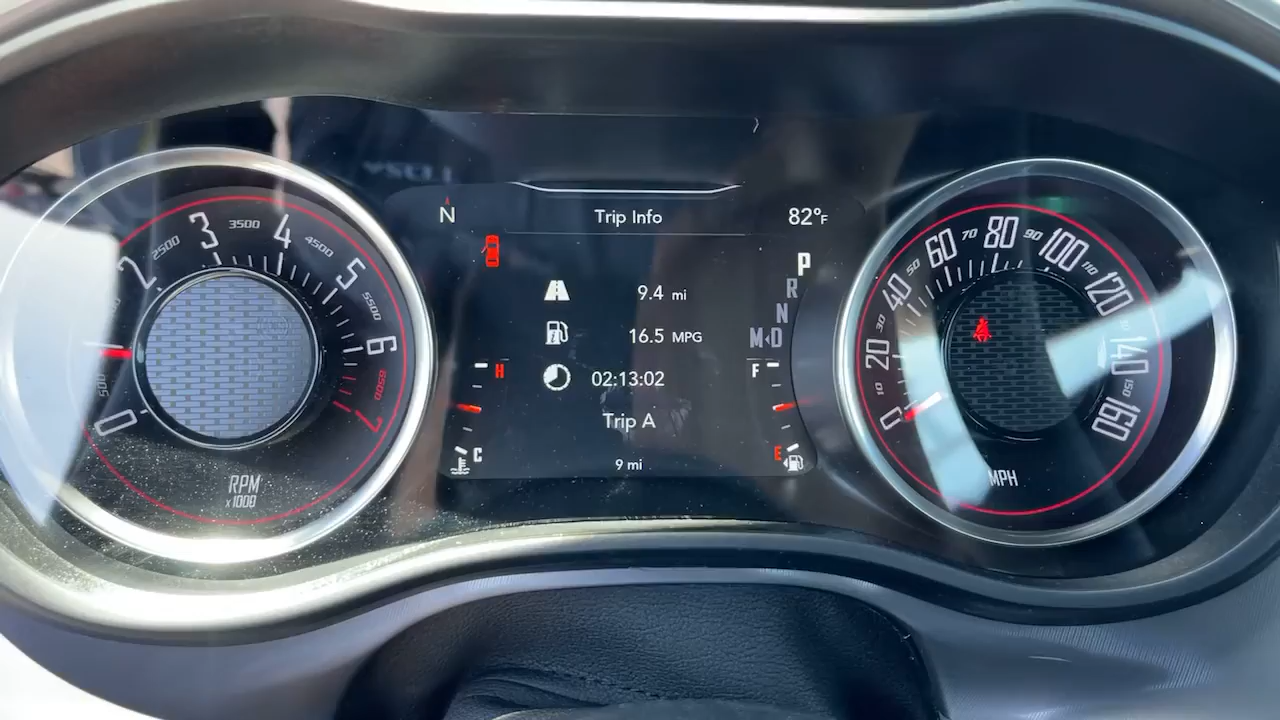 N
Trip Info
82°F
9.4 mi
16.5 MPG
02:13:02
Trip A
9 mi
P
R
N
M◂D
H
C
F
E
0
500
2
2500
3
3500
4
4500
5
5500
6
6500
7
RPM
x1000
0
10
20
30
40
50
60
70
80
90
100
110
120
140
150
160
MPH